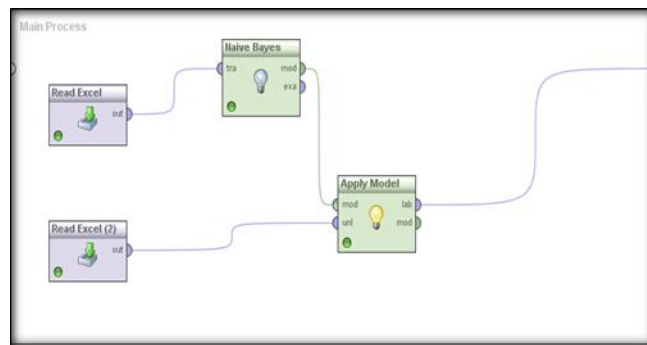 Main Process
Naive Bayes
tra
mod
exa
Read Excel
out
Apply Model
mod
lab
unl
mod
Read Excel (2)
out